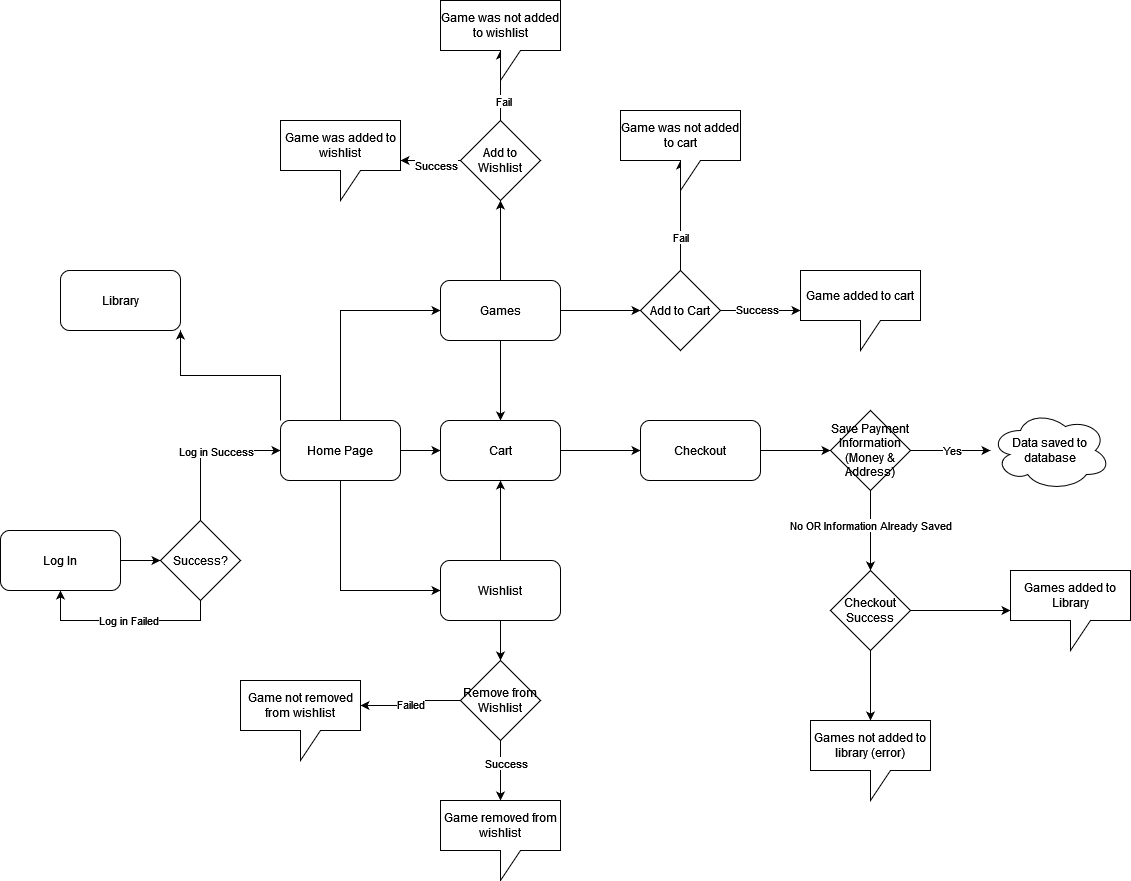 Game was not added
to wishlist
Fail
Game was added to
wishlist
Success
Add to
Wishlist
Game was not added
to cart
Fail
Library
Games
Add to Cart
Success
Game added to cart
Log in Success
Home Page
Cart
Checkout
Save Payment
Information
(Money &
Address)
Yes
Data saved to
database
No OR Information Already Saved
Log In
Success?
Log in Failed
Wishlist
Checkout
Success
Games added to
Library
Game not removed
from wishlist
Failed
Remove from
Wishlist
Success
Games not added to
library (error)
Game removed from
wishlist